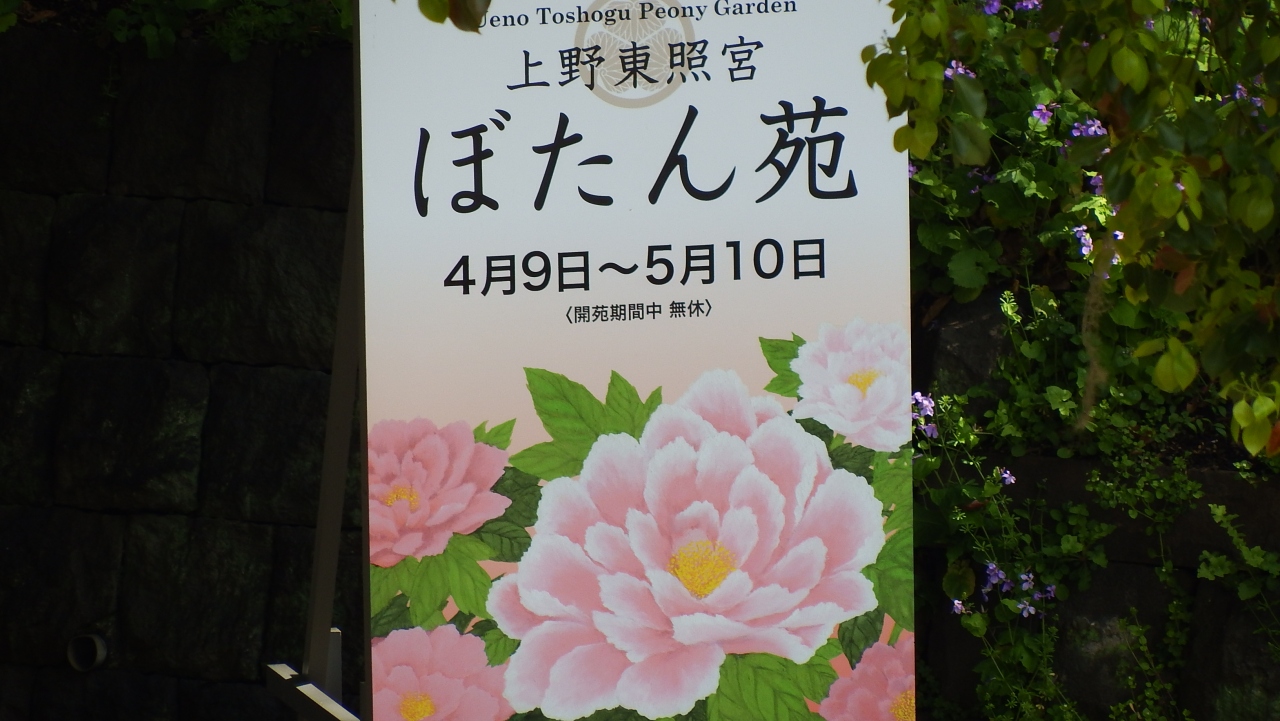 Ueno Toshogu Peony Garden
上野東照宮
ぼたん苑
4月9日～5月10日
〈開苑期間中 無休〉